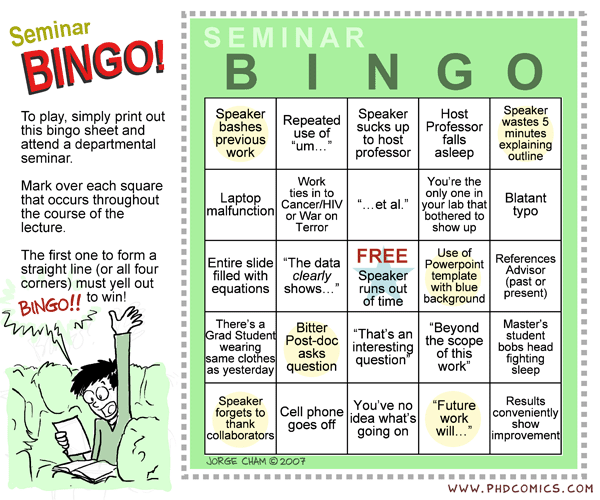 Seminar
BINGO!
To play, simply print out
this bingo sheet and
attend a departmental
seminar.
Mark over each square
that occurs throughout
the course of the
lecture.
The first one to form a
straight line (or all four
corners) must yell out
BINGO!! to win!
SEMINAR
B I N G O
Speaker
bashes
previous
work
Repeated
use of
“um...”
Speaker
sucks up
to host
professor
Host
Professor
falls
asleep
Speaker
wastes 5
minutes
explaining
outline
Laptop
malfunction
Work
ties in to
Cancer/HIV
or War on
Terror
“...et al.”
You're the
only one in
your lab that
bothered to
show up
Blatant
typo
Entire slide
filled with
equations
“The data
clearly
shows...”
FREE
Speaker
runs out
of time
Use of
Powerpoint
template
with blue
background
References
Advisor
(past or
present)
There's a
Grad Student
wearing
same clothes
as yesterday
Bitter
Post-doc
asks
question
“That's an
interesting
question”
“Beyond
the scope
of this
work”
Master's
student
bobs head
fighting
sleep
Speaker
forgets to
thank
collaborators
Cell phone
goes off
You've no
idea what's
going on
“Future
work
will...”
Results
conveniently
show
improvement
JORGE CHAM © 2007
WWW.PHDCOMICS.COM